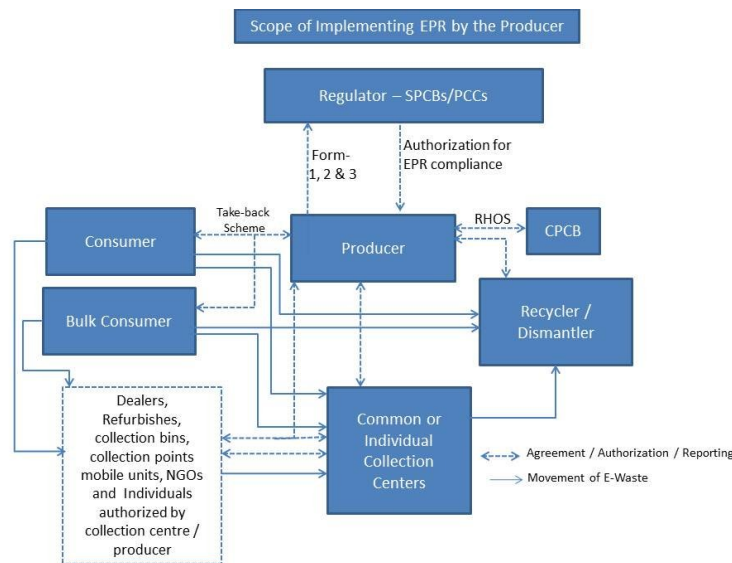 Scope of Implementing EPR by the Producer
Regulator – SPCBs/PCCs
Form-
1, 2 & 3
Authorization for
EPR compliance
Take-back
Scheme
Consumer
Producer
RHOS
CPCB
Bulk Consumer
Recycler /
Dismantler
Dealers,
Refurbishes,
collection bins,
collection points
mobile units, NGOs
and Individuals
authorized by
collection centre /
producer
Common or
Individual
Collection
Centers
Agreement / Authorization / Reporting
Movement of E-Waste